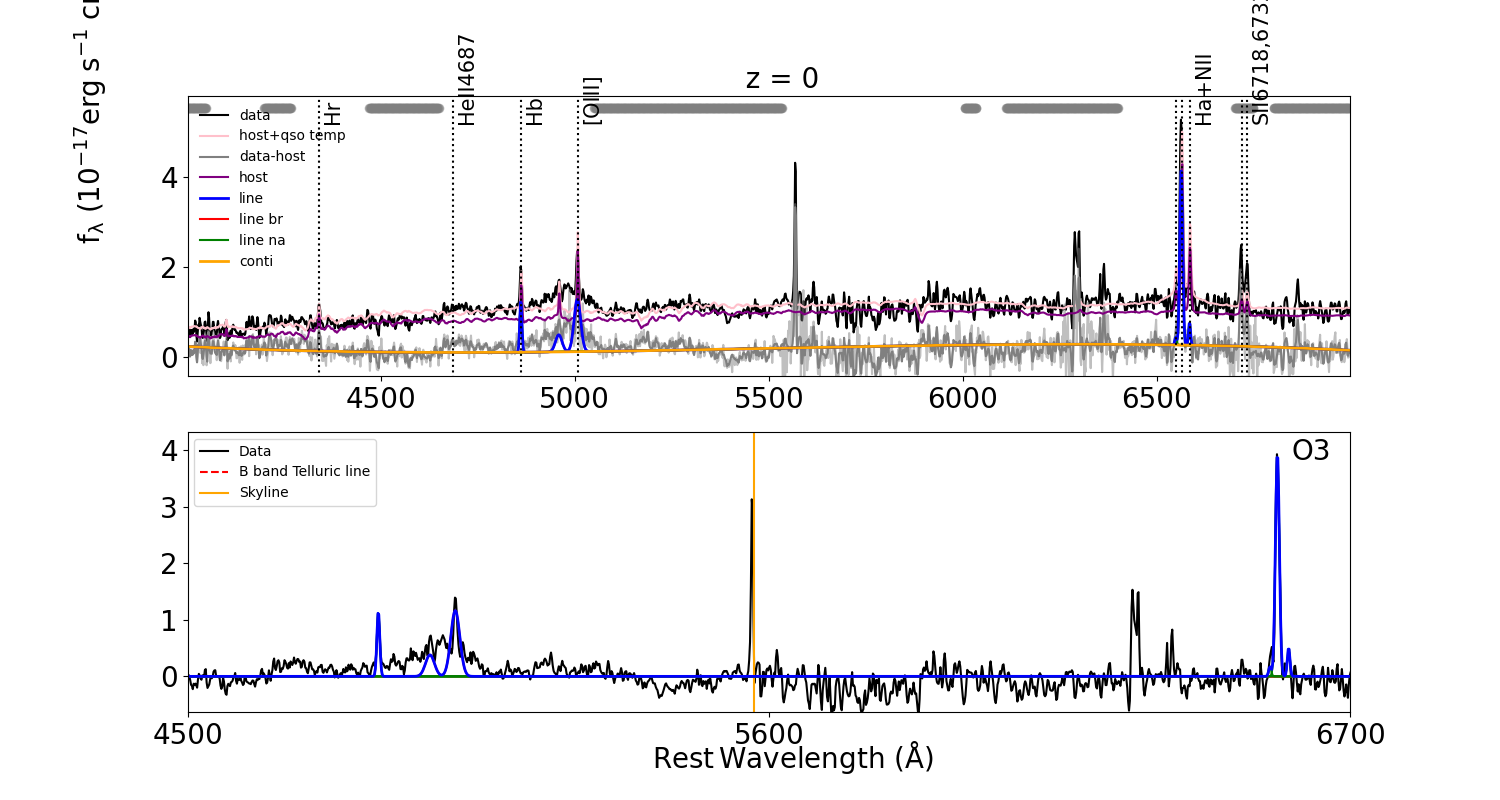 z = 0
f_λ (10^−17 erg s^−1
Hr
HeII4687
Hb
[OIII]
Ha+NII
SII6718,673
data
host+qso temp
data-host
host
line
line br
line na
conti
4
2
0
4500
5000
5500
6000
6500
O3
Data
B band Telluric line
Skyline
4
3
2
1
0
4500
5600
6700
Rest Wavelength (Å)